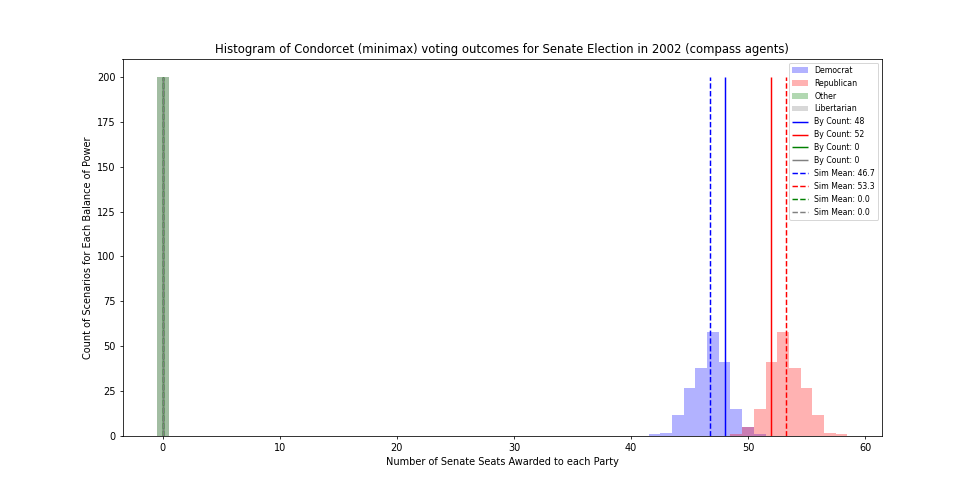 Histogram of Condorcet (minimax) voting outcomes for Senate Election in 2002 (compass agents)
Count of Scenarios for Each Balance of Power
200
175
150
125
100
75
50
25
0
Democrat
Republican
Other
Libertarian
By Count: 48
By Count: 52
By Count: 0
By Count: 0
Sim Mean: 46.7
Sim Mean: 53.3
Sim Mean: 0.0
Sim Mean: 0.0
0 10 20 30 40 50 60
Number of Senate Seats Awarded to each Party